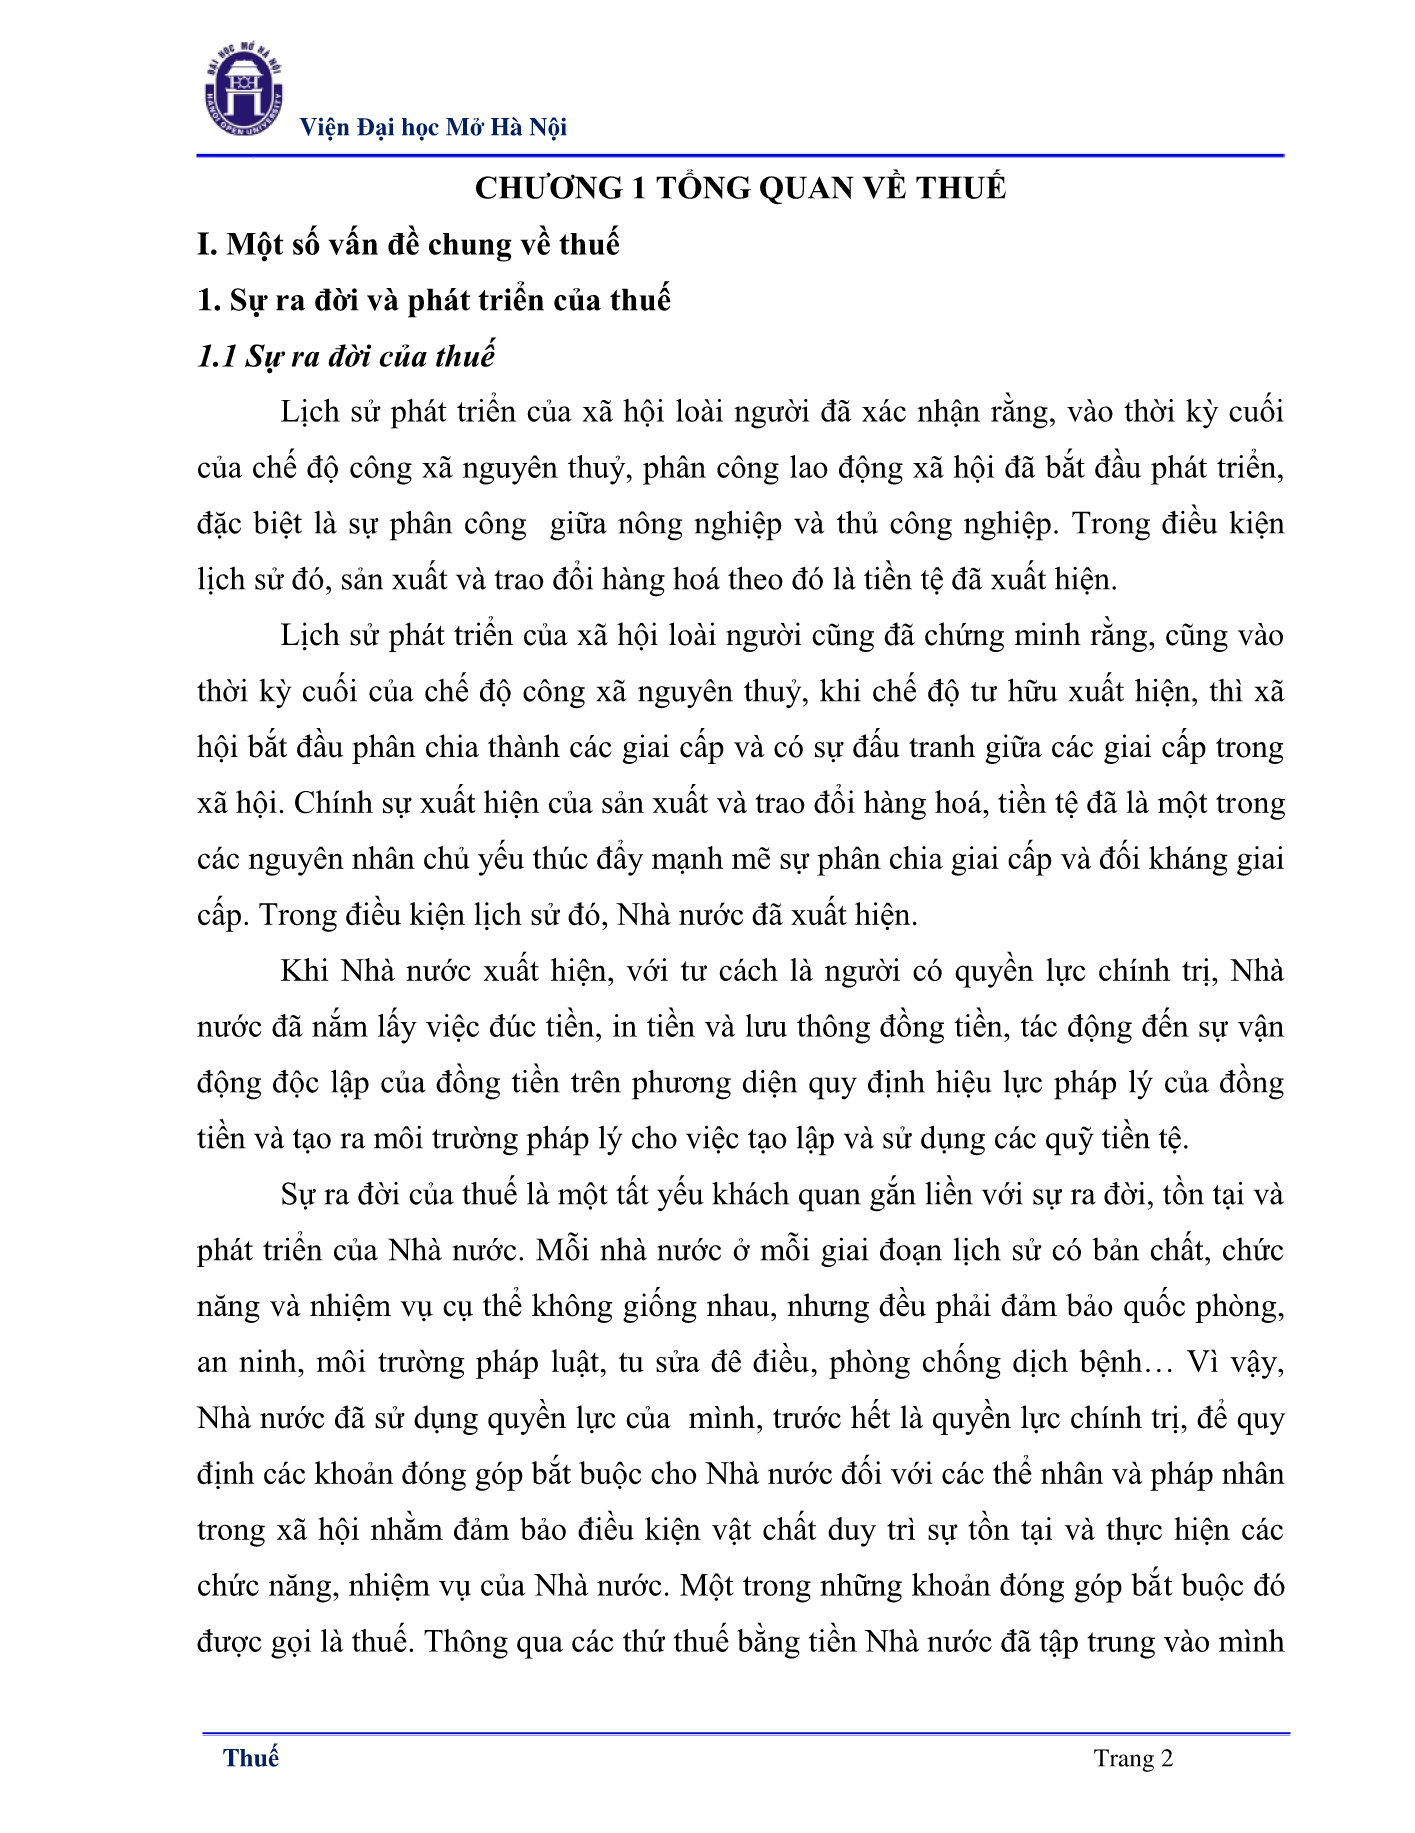 ĐẠI HỌC MỞ HÀ NỘI
HANOI OPEN UNIVERSITY
Viện Đại học Mở Hà Nội
CHƯƠNG 1 TỔNG QUAN VỀ THUẾ
I. Một số vấn đề chung về thuế
1. Sự ra đời và phát triển của thuế
1.1 Sự ra đời của thuế
Lịch sử phát triển của xã hội loài người đã xác nhận rằng, vào thời kỳ cuối
của chế độ công xã nguyên thuỷ, phân công lao động xã hội đã bắt đầu phát triển,
đặc biệt là sự phân công giữa nông nghiệp và thủ công nghiệp. Trong điều kiện
lịch sử đó, sản xuất và trao đổi hàng hoá theo đó là tiền tệ đã xuất hiện.
Lịch sử phát triển của xã hội loài người cũng đã chứng minh rằng, cũng vào
thời kỳ cuối của chế độ công xã nguyên thuỷ, khi chế độ tư hữu xuất hiện, thì xã
hội bắt đầu phân chia thành các giai cấp và có sự đấu tranh giữa các giai cấp trong
xã hội. Chính sự xuất hiện của sản xuất và trao đổi hàng hoá, tiền tệ đã là một trong
các nguyên nhân chủ yếu thúc đẩy mạnh mẽ sự phân chia giai cấp và đối kháng giai
cấp. Trong điều kiện lịch sử đó, Nhà nước đã xuất hiện.
Khi Nhà nước xuất hiện, với tư cách là người có quyền lực chính trị, Nhà
nước đã nắm lấy việc đúc tiền, in tiền và lưu thông đồng tiền, tác động đến sự vận
động độc lập của đồng tiền trên phương diện quy định hiệu lực pháp lý của đồng
tiền và tạo ra môi trường pháp lý cho việc tạo lập và sử dụng các quỹ tiền tệ.
Sự ra đời của thuế là một tất yếu khách quan gắn liền với sự ra đời, tồn tại và
phát triển của Nhà nước. Mỗi nhà nước ở mỗi giai đoạn lịch sử có bản chất, chức
năng và nhiệm vụ cụ thể không giống nhau, nhưng đều phải đảm bảo quốc phòng,
an ninh, môi trường pháp luật, tu sửa đê điều, phòng chống dịch bệnh… Vì vậy,
Nhà nước đã sử dụng quyền lực của mình, trước hết là quyền lực chính trị, để quy
định các khoản đóng góp bắt buộc cho Nhà nước đối với các thể nhân và pháp nhân
trong xã hội nhằm đảm bảo điều kiện vật chất duy trì sự tồn tại và thực hiện các
chức năng, nhiệm vụ của Nhà nước. Một trong những khoản đóng góp bắt buộc đó
được gọi là thuế. Thông qua các thứ thuế bằng tiền Nhà nước đã tập trung vào mình
Thuế
Trang 2